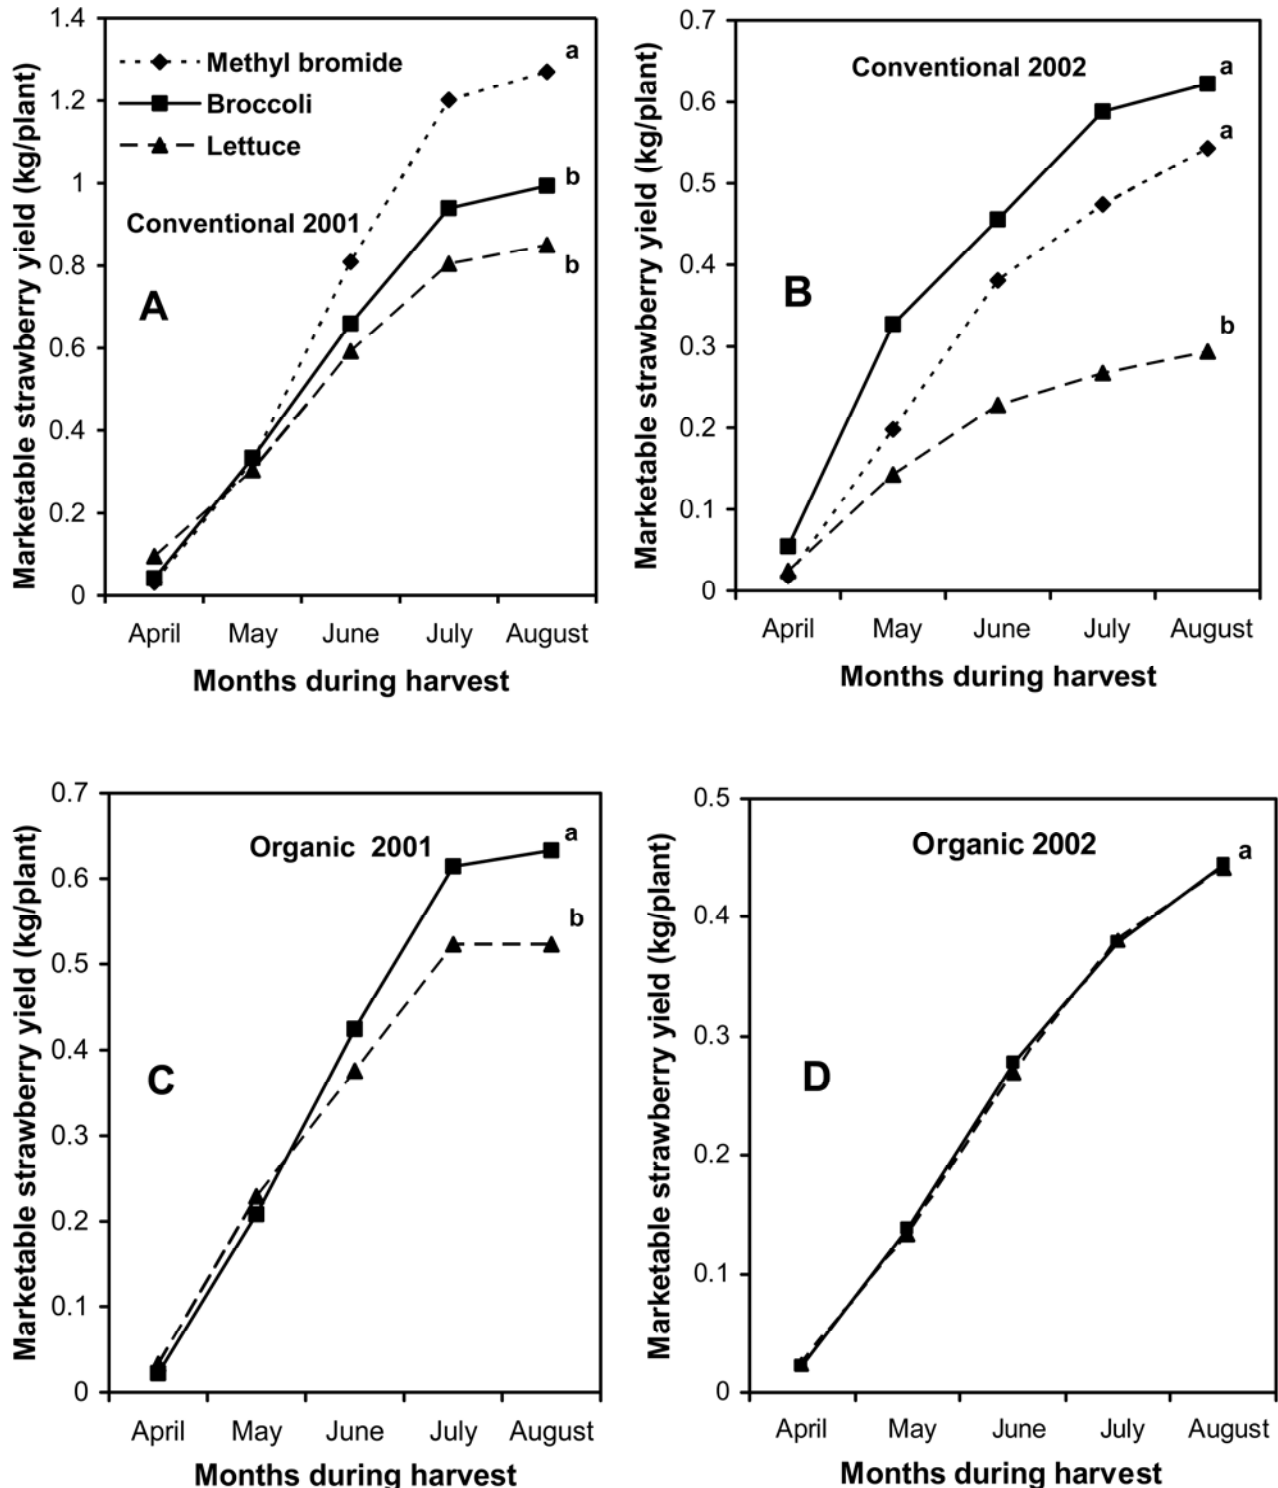 Marketable strawberry yield (kg/plant)
1.4
1.2
1
0.8
0.6
0.4
0.2
0
Methyl bromide
Broccoli
Lettuce
Conventional 2001
A
a
b
b
April May June July August
Months during harvest
Marketable strawberry yield (kg/plant)
0.7
0.6
0.5
0.4
0.3
0.2
0.1
0
Conventional 2002
B
a
a
b
April May June July August
Months during harvest
Marketable strawberry yield (kg/plant)
0.7
0.6
0.5
0.4
0.3
0.2
0.1
0
Organic 2001
C
a
b
April May June July August
Months during harvest
Marketable strawberry yield (kg/plant)
0.5
0.4
0.3
0.2
0.1
0
Organic 2002
D
a
April May June July August
Months during harvest